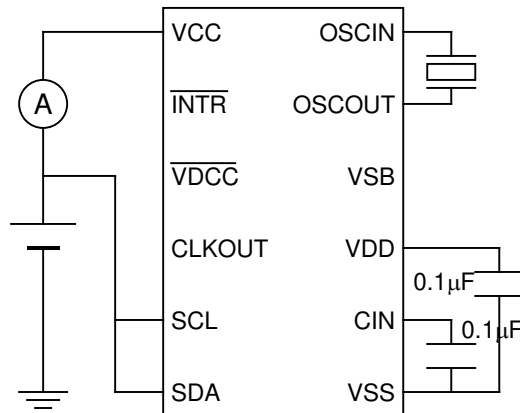 VCC OSCIN
A
INTR OSCOUT
VDCC VSB
CLKOUT VDD
0.1μF
SCL CIN
0.1μF
SDA VSS